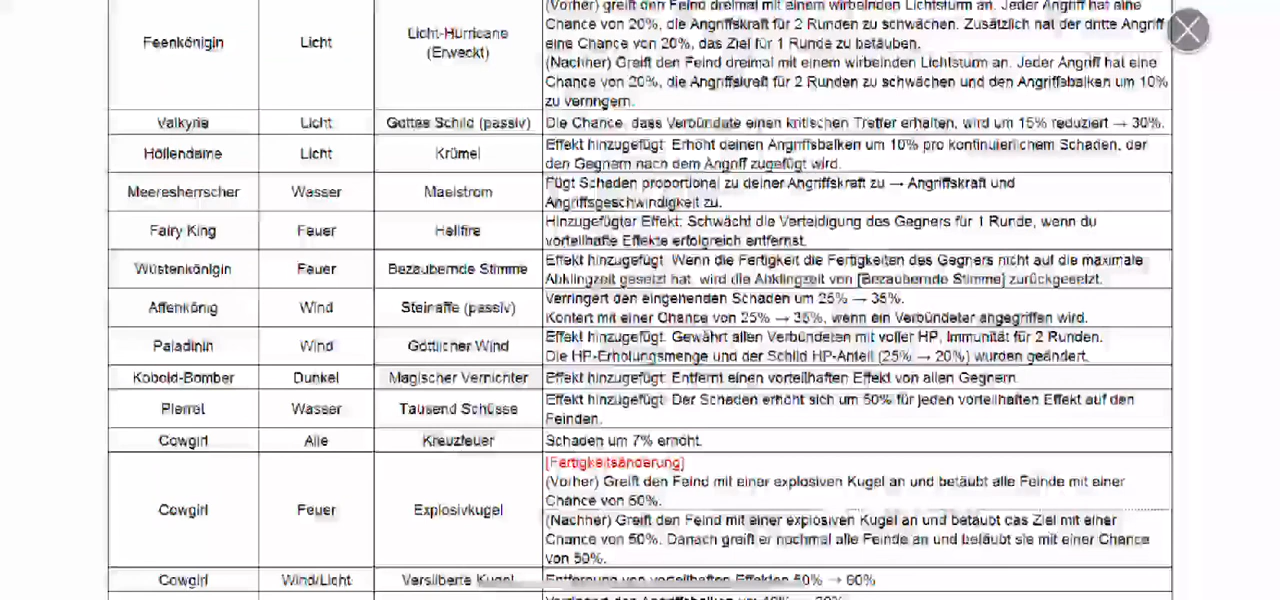 (Vorher) greift den Feind dreimal mit einem wirbelnden Lichtsturm an. Jeder Angriff hat eine
Chance von 20%, die Angriffskraft für 2 Runden zu schwächen. Zusätzlich hat der dritte Angriff
eine Chance von 20%, das Ziel für 1 Runde zu betäuben.
(Nachher) Greift den Feind dreimal mit einem wirbelnden Lichtsturm an. Jeder Angriff hat eine
Chance von 20%, die Angriffskraft für 2 Runden zu schwächen und den Angriffsbalken um 10%
zu verringern.
Feenkönigin Licht Licht-Hurricane
(Erweckt)
Valkyrie Licht Gottes Schild (passiv) Die Chance, dass Verbündete einen kritischen Treffer erhalten, wird um 15% reduziert → 30%.
Höllendame Licht Krümel Effekt hinzugefügt: Erhöht deinen Angriffsbalken um 10% pro kontinuierlichem Schaden, der
den Gegnern nach dem Angriff zugefügt wird.
Meeresherrscher Wasser Maelstrom Fügt Schaden proportional zu deiner Angriffskraft zu → Angriffskraft und
Angriffsgeschwindigkeit zu.
Fairy King Feuer Hellfire Hinzugefügter Effekt: Schwächt die Verteidigung des Gegners für 1 Runde, wenn du
vorteilhafte Effekte erfolgreich entfernst.
Wüstenkönigin Feuer Bezaubernde Stimme Effekt hinzugefügt: Wenn die Fertigkeit die Fertigkeiten des Gegners nicht auf die maximale
Abklingzeit gesetzt hat, wird die Abklingzeit von [Bezaubernde Stimme] zurückgesetzt.
Affenkönig Wind Steinaffe (passiv) Verringert den eingehenden Schaden um 25% → 35%.
Kontert mit einer Chance von 25% → 35%, wenn ein Verbündeter angegriffen wird.
Paladinin Wind Göttlicher Wind Effekt hinzugefügt: Gewährt allen Verbündeten mit voller HP, Immunität für 2 Runden.
Die HP-Erholungsmenge und der Schild HP-Anteil (25% → 20%) wurden geändert.
Kobold-Bomber Dunkel Magischer Vernichter Effekt hinzugefügt: Entfernt einen vorteilhaften Effekt von allen Gegnern.
Pierret Wasser Tausend Schüsse Effekt hinzugefügt: Der Schaden erhöht sich um 50% für jeden vorteilhaften Effekt auf den
Feinden.
Cowgirl Alle Kreuzfeuer Schaden um 7% erhöht.
[Fertigkeitsänderung]
(Vorher) Greift den Feind mit einer explosiven Kugel an und betäubt alle Feinde mit einer
Chance von 50%.
Cowgirl Feuer Explosivkugel
(Nachher) Greift den Feind mit einer explosiven Kugel an und betäubt das Ziel mit einer
Chance von 50%. Danach greift er nochmal alle Feinde an und betäubt sie mit einer Chance
von 50%.
Cowgirl Wind/Licht Versilberte Kugel Entfernung von vorteilhaften Effekten 50% → 60%